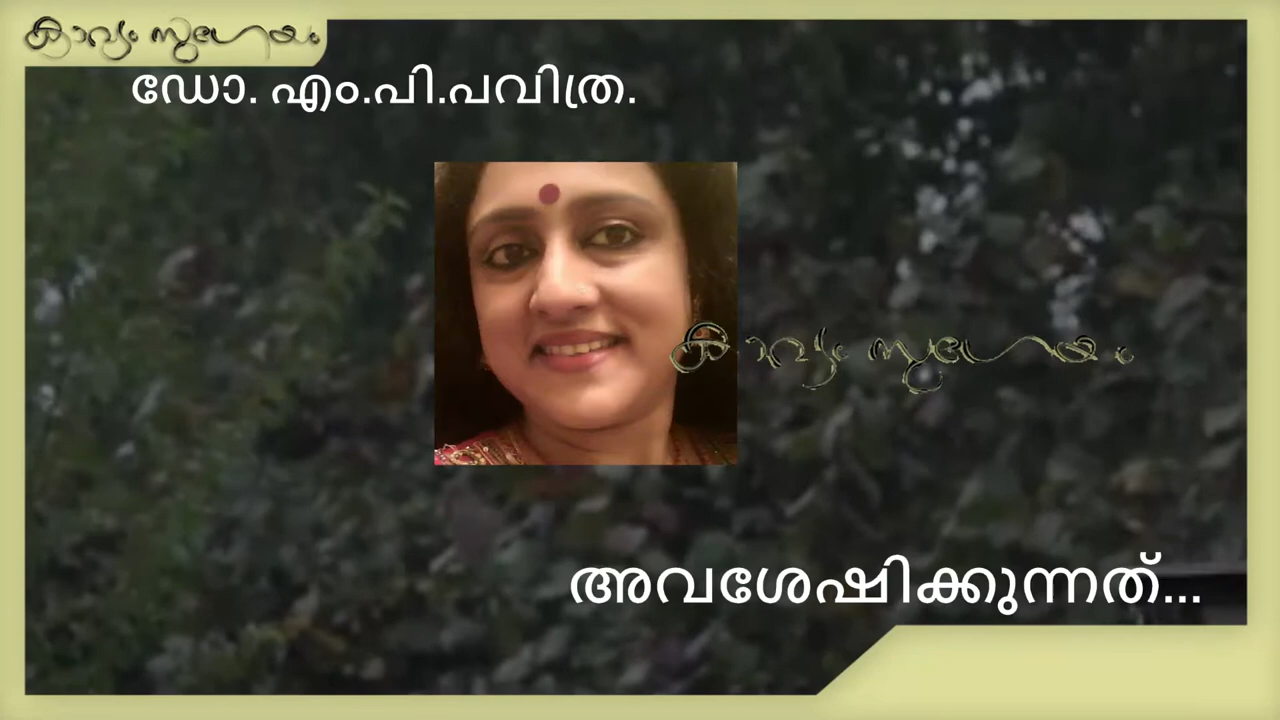 കാവ്യം സുഗേയം
ഡോ. എം.പി.പവിത്ര.
കാവ്യം സുഗേയം
അവശേഷിക്കുന്നത്...